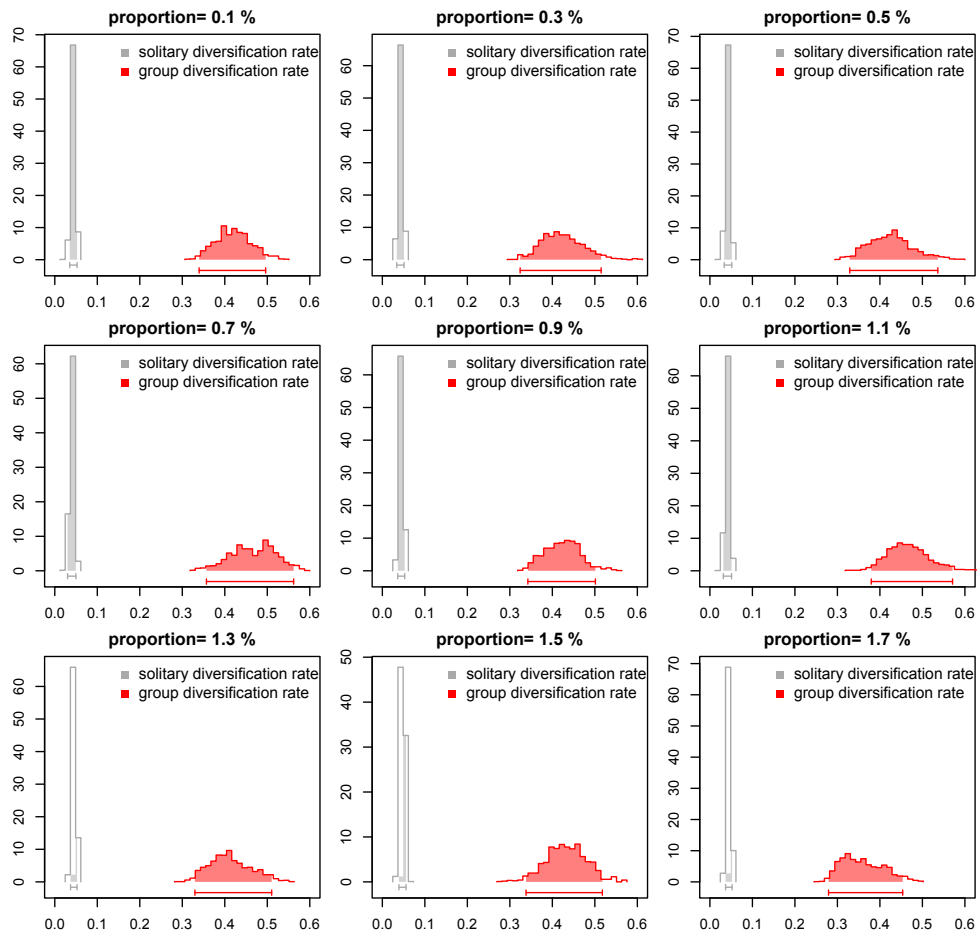 proportion= 0.1 %
solitary diversification rate
group diversification rate
70
60
50
40
30
20
10
0
0.0 0.1 0.2 0.3 0.4 0.5 0.6
proportion= 0.3 %
solitary diversification rate
group diversification rate
60
50
40
30
20
10
0
0.0 0.1 0.2 0.3 0.4 0.5 0.6
proportion= 0.5 %
solitary diversification rate
group diversification rate
70
60
50
40
30
20
10
0
0.0 0.1 0.2 0.3 0.4 0.5 0.6
proportion= 0.7 %
solitary diversification rate
group diversification rate
60
50
40
30
20
10
0
0.0 0.1 0.2 0.3 0.4 0.5 0.6
proportion= 0.9 %
solitary diversification rate
group diversification rate
60
50
40
30
20
10
0
0.0 0.1 0.2 0.3 0.4 0.5 0.6
proportion= 1.1 %
solitary diversification rate
group diversification rate
60
50
40
30
20
10
0
0.0 0.1 0.2 0.3 0.4 0.5 0.6
proportion= 1.3 %
solitary diversification rate
group diversification rate
60
50
40
30
20
10
0
0.0 0.1 0.2 0.3 0.4 0.5 0.6
proportion= 1.5 %
solitary diversification rate
group diversification rate
50
40
30
20
10
0
0.0 0.1 0.2 0.3 0.4 0.5 0.6
proportion= 1.7 %
solitary diversification rate
group diversification rate
70
60
50
40
30
20
10
0
0.0 0.1 0.2 0.3 0.4 0.5 0.6